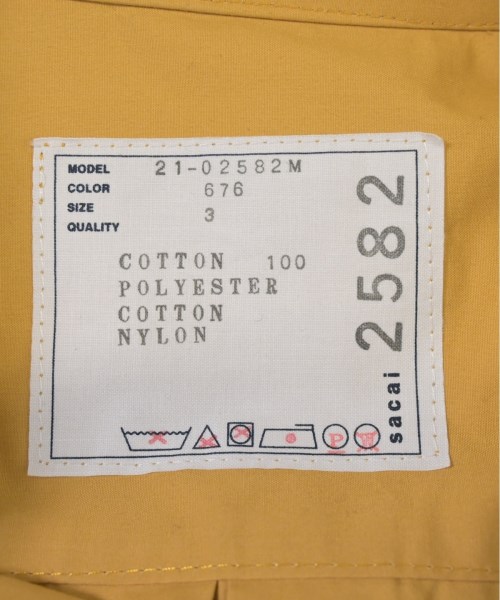 MODEL 21-02582M
COLOR 676
SIZE 3
QUALITY
COTTON 100
POLYESTER
COTTON
NYLON
P W
sacai 2582